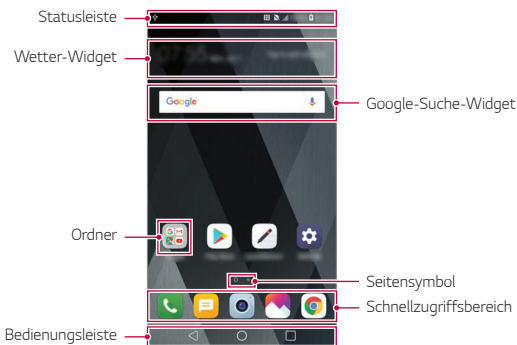 Statusleiste
Wetter-Widget
Google
Google-Suche-Widget
Ordner
Seitensymbol
Schnellzugriffsbereich
Bedienungsleiste